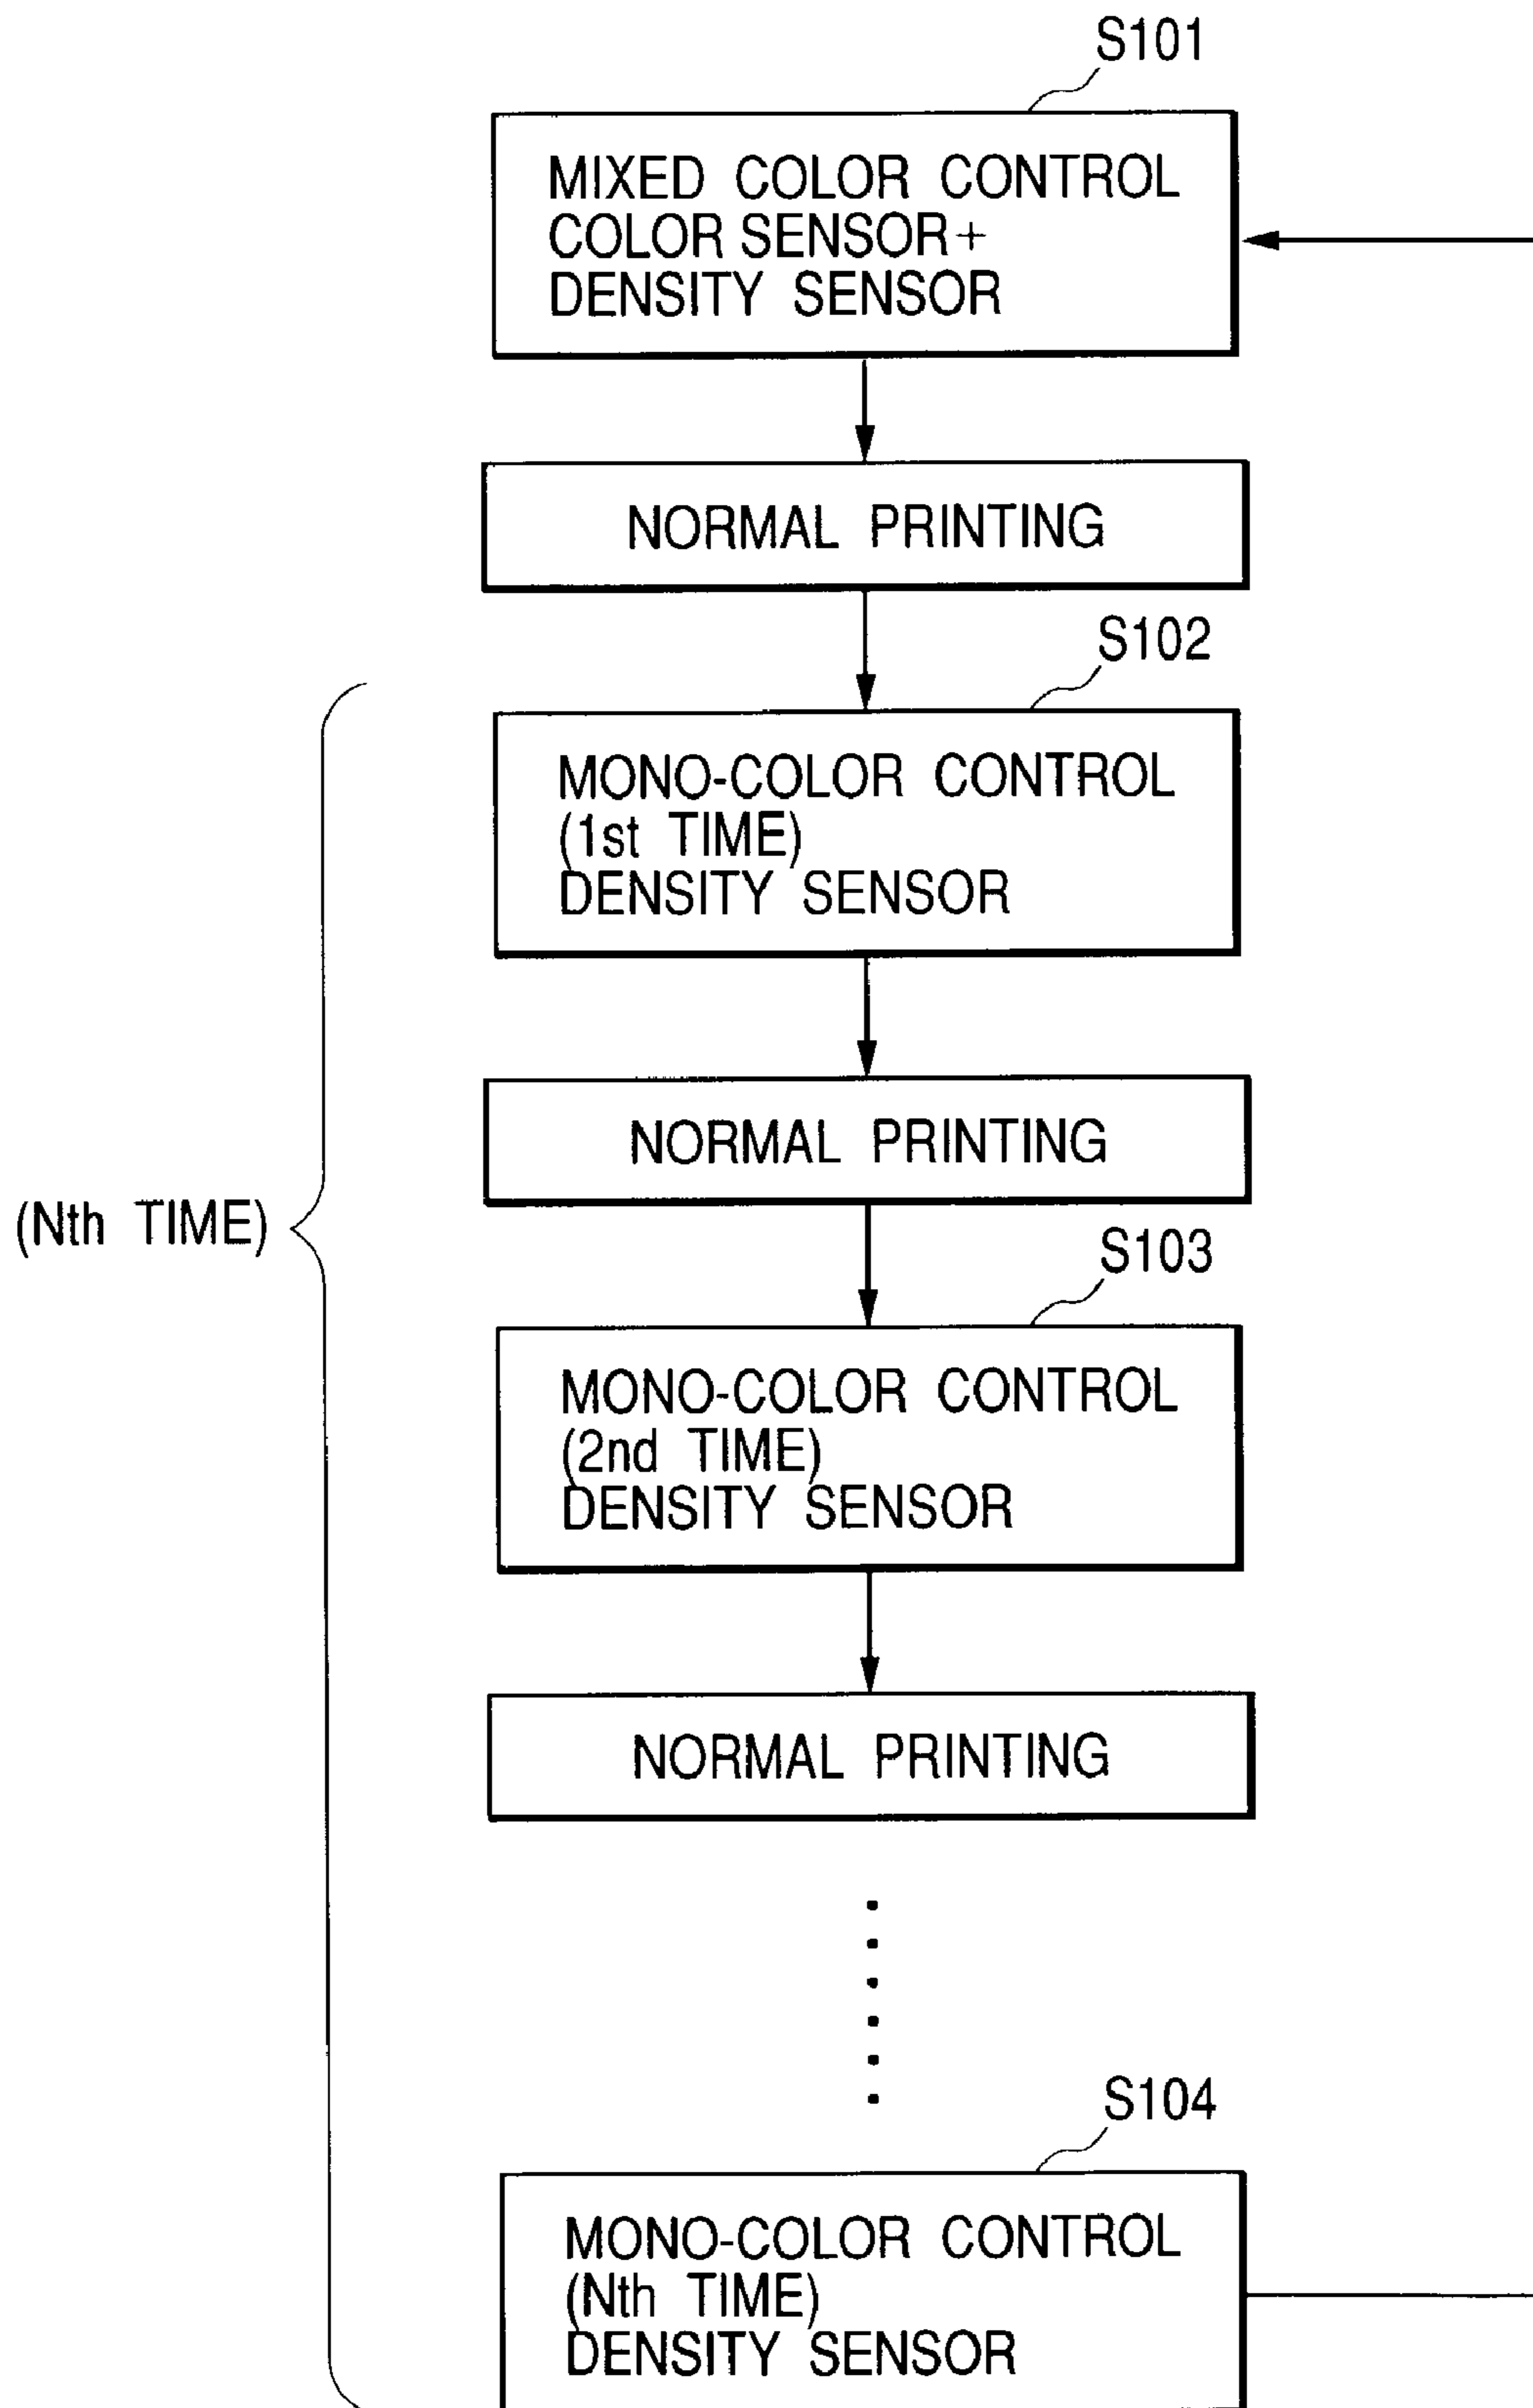 S101
MIXED COLOR CONTROL
COLOR SENSOR+
DENSITY SENSOR
NORMAL PRINTING
S102
MONO-COLOR CONTROL
(1st TIME)
DENSITY SENSOR
NORMAL PRINTING
(Nth TIME)
S103
MONO-COLOR CONTROL
(2nd TIME)
DENSITY SENSOR
NORMAL PRINTING
S104
MONO-COLOR CONTROL
(Nth TIME)
DENSITY SENSOR